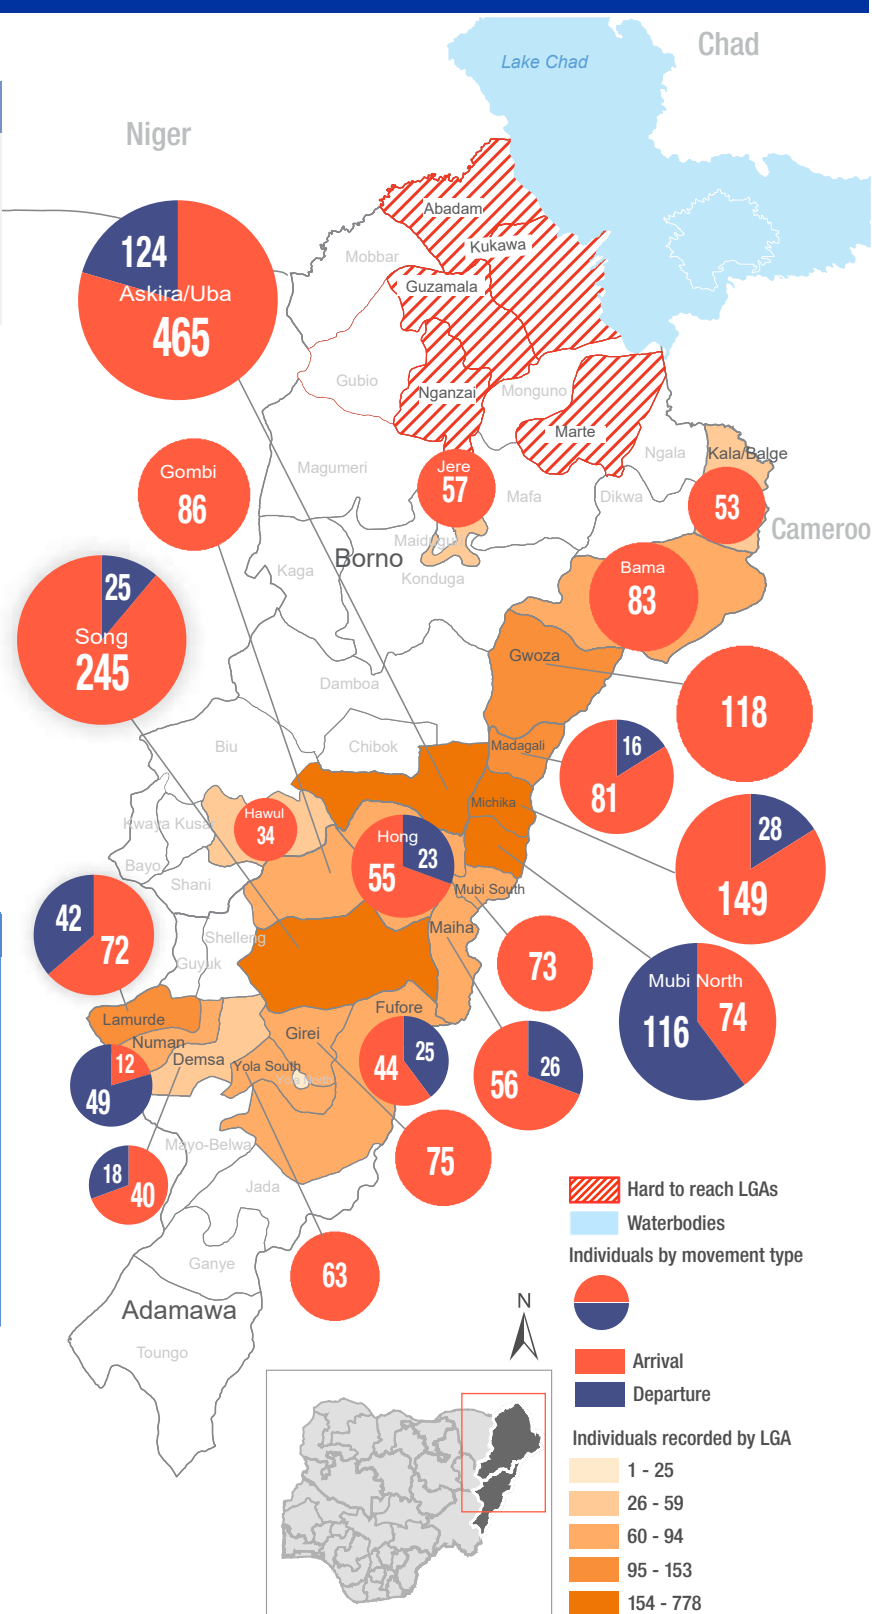 Chad
Lake Chad
Niger
Abadam
Kukawa
Mobbar
Guzamala
124
Askira/Uba
465
Gubio
Nganzai
Monguno
Marte
Ngala
Kala/Balge
Magumeri
Jere
57
Gombi
86
Mafa
Dikwa
53
Cameroo
Borno
Kaga
Konduga
Bama
83
25
Song
245
Gwoza
118
Damboa
Biu
Chibok
Madagali
16
81
Michika
28
149
Kwaya Kusa
Hawul
34
Hong
23
55
Bayo
Shani
Mubi South
42
72
Shelleng
Maiha
Guyuk
73
Mubi North
116
74
Lamurde
Fufore
Numan
Girei
Demsa
Yola South
12
49
44
25
56
26
18
40
Mayo-Belwa
75
Jada
Ganye
63
Adamawa
Toungo
N
Hard to reach LGAs
Waterbodies
Individuals by movement type
Arrival
Departure
Individuals recorded by LGA
1 - 25
26 - 59
60 - 94
95 - 153
154 - 778